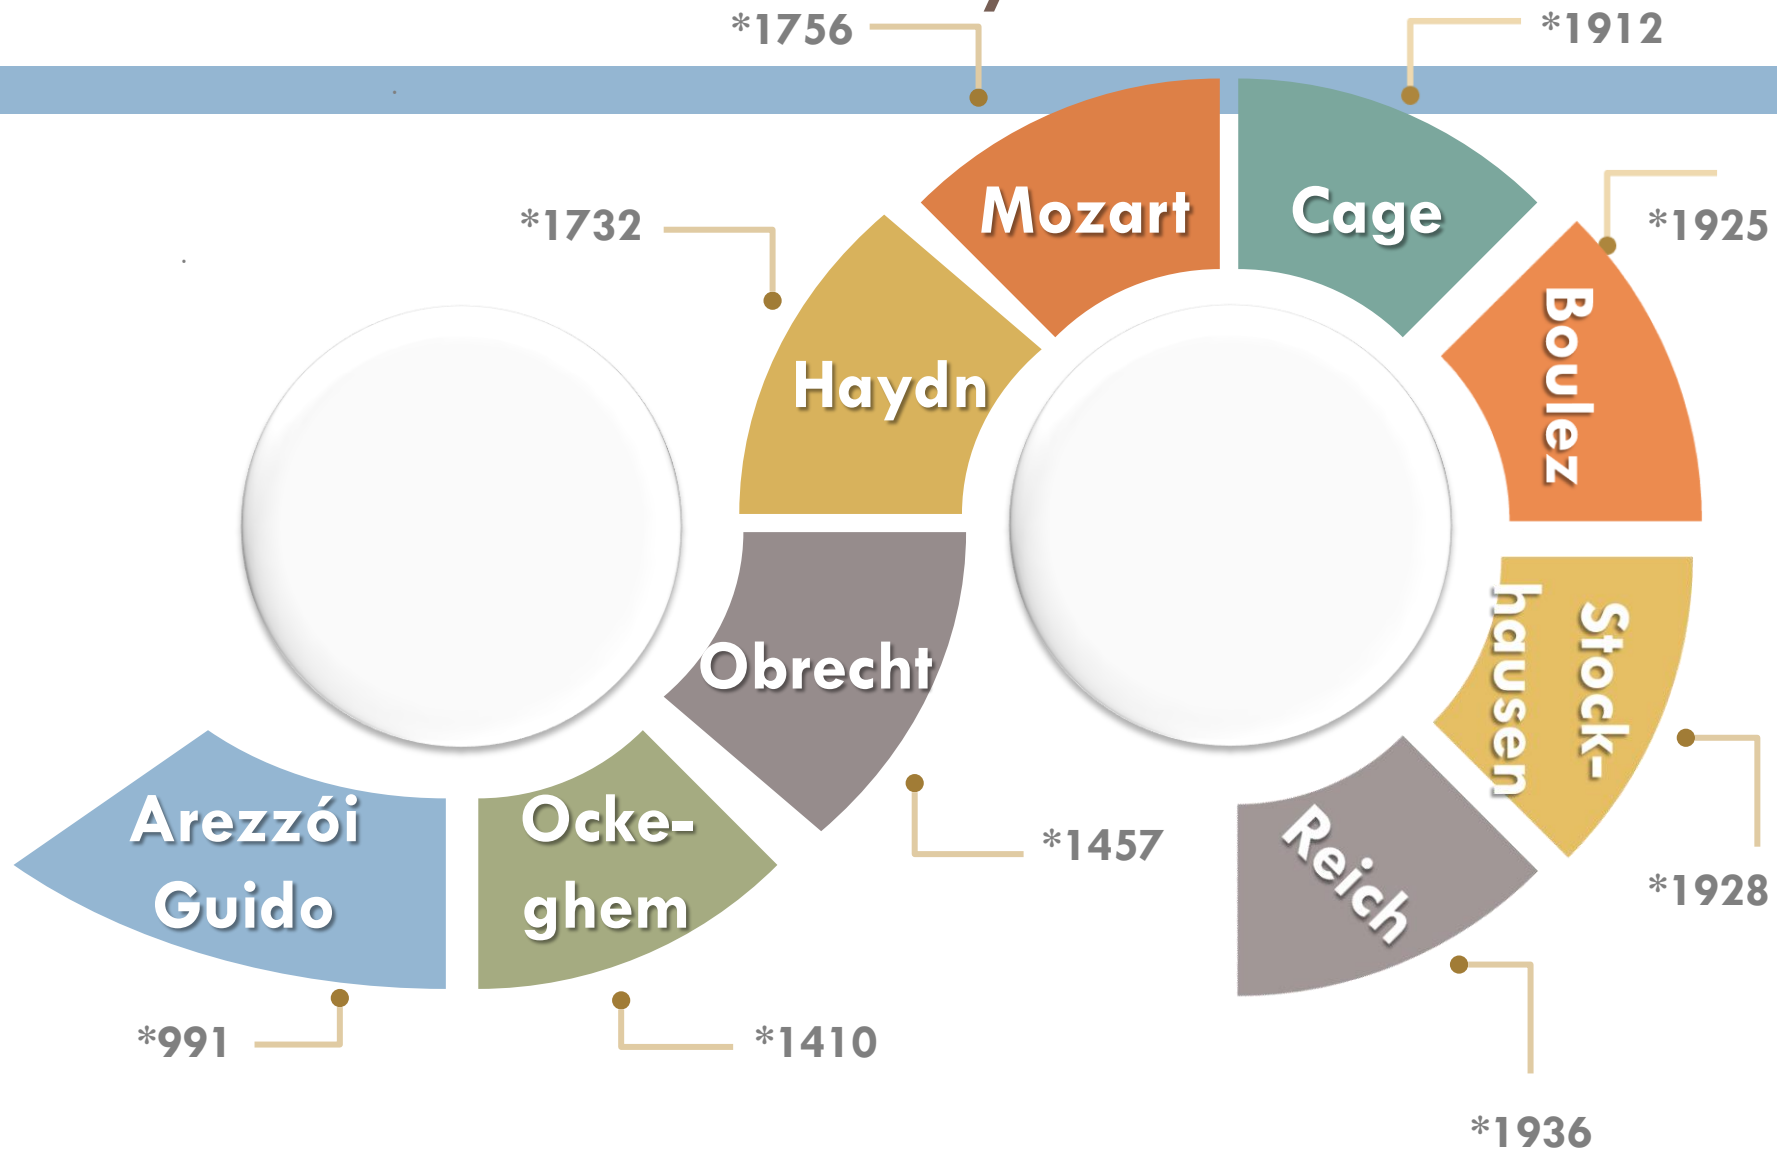 *1756
*1912
Mozart
Cage
*1732
*1925
Haydn
Boulez
Obrecht
Stock-
hausen
Arezzói
Guido
Ocke-
ghem
Reich
*1457
*1928
*991
*1410
*1936